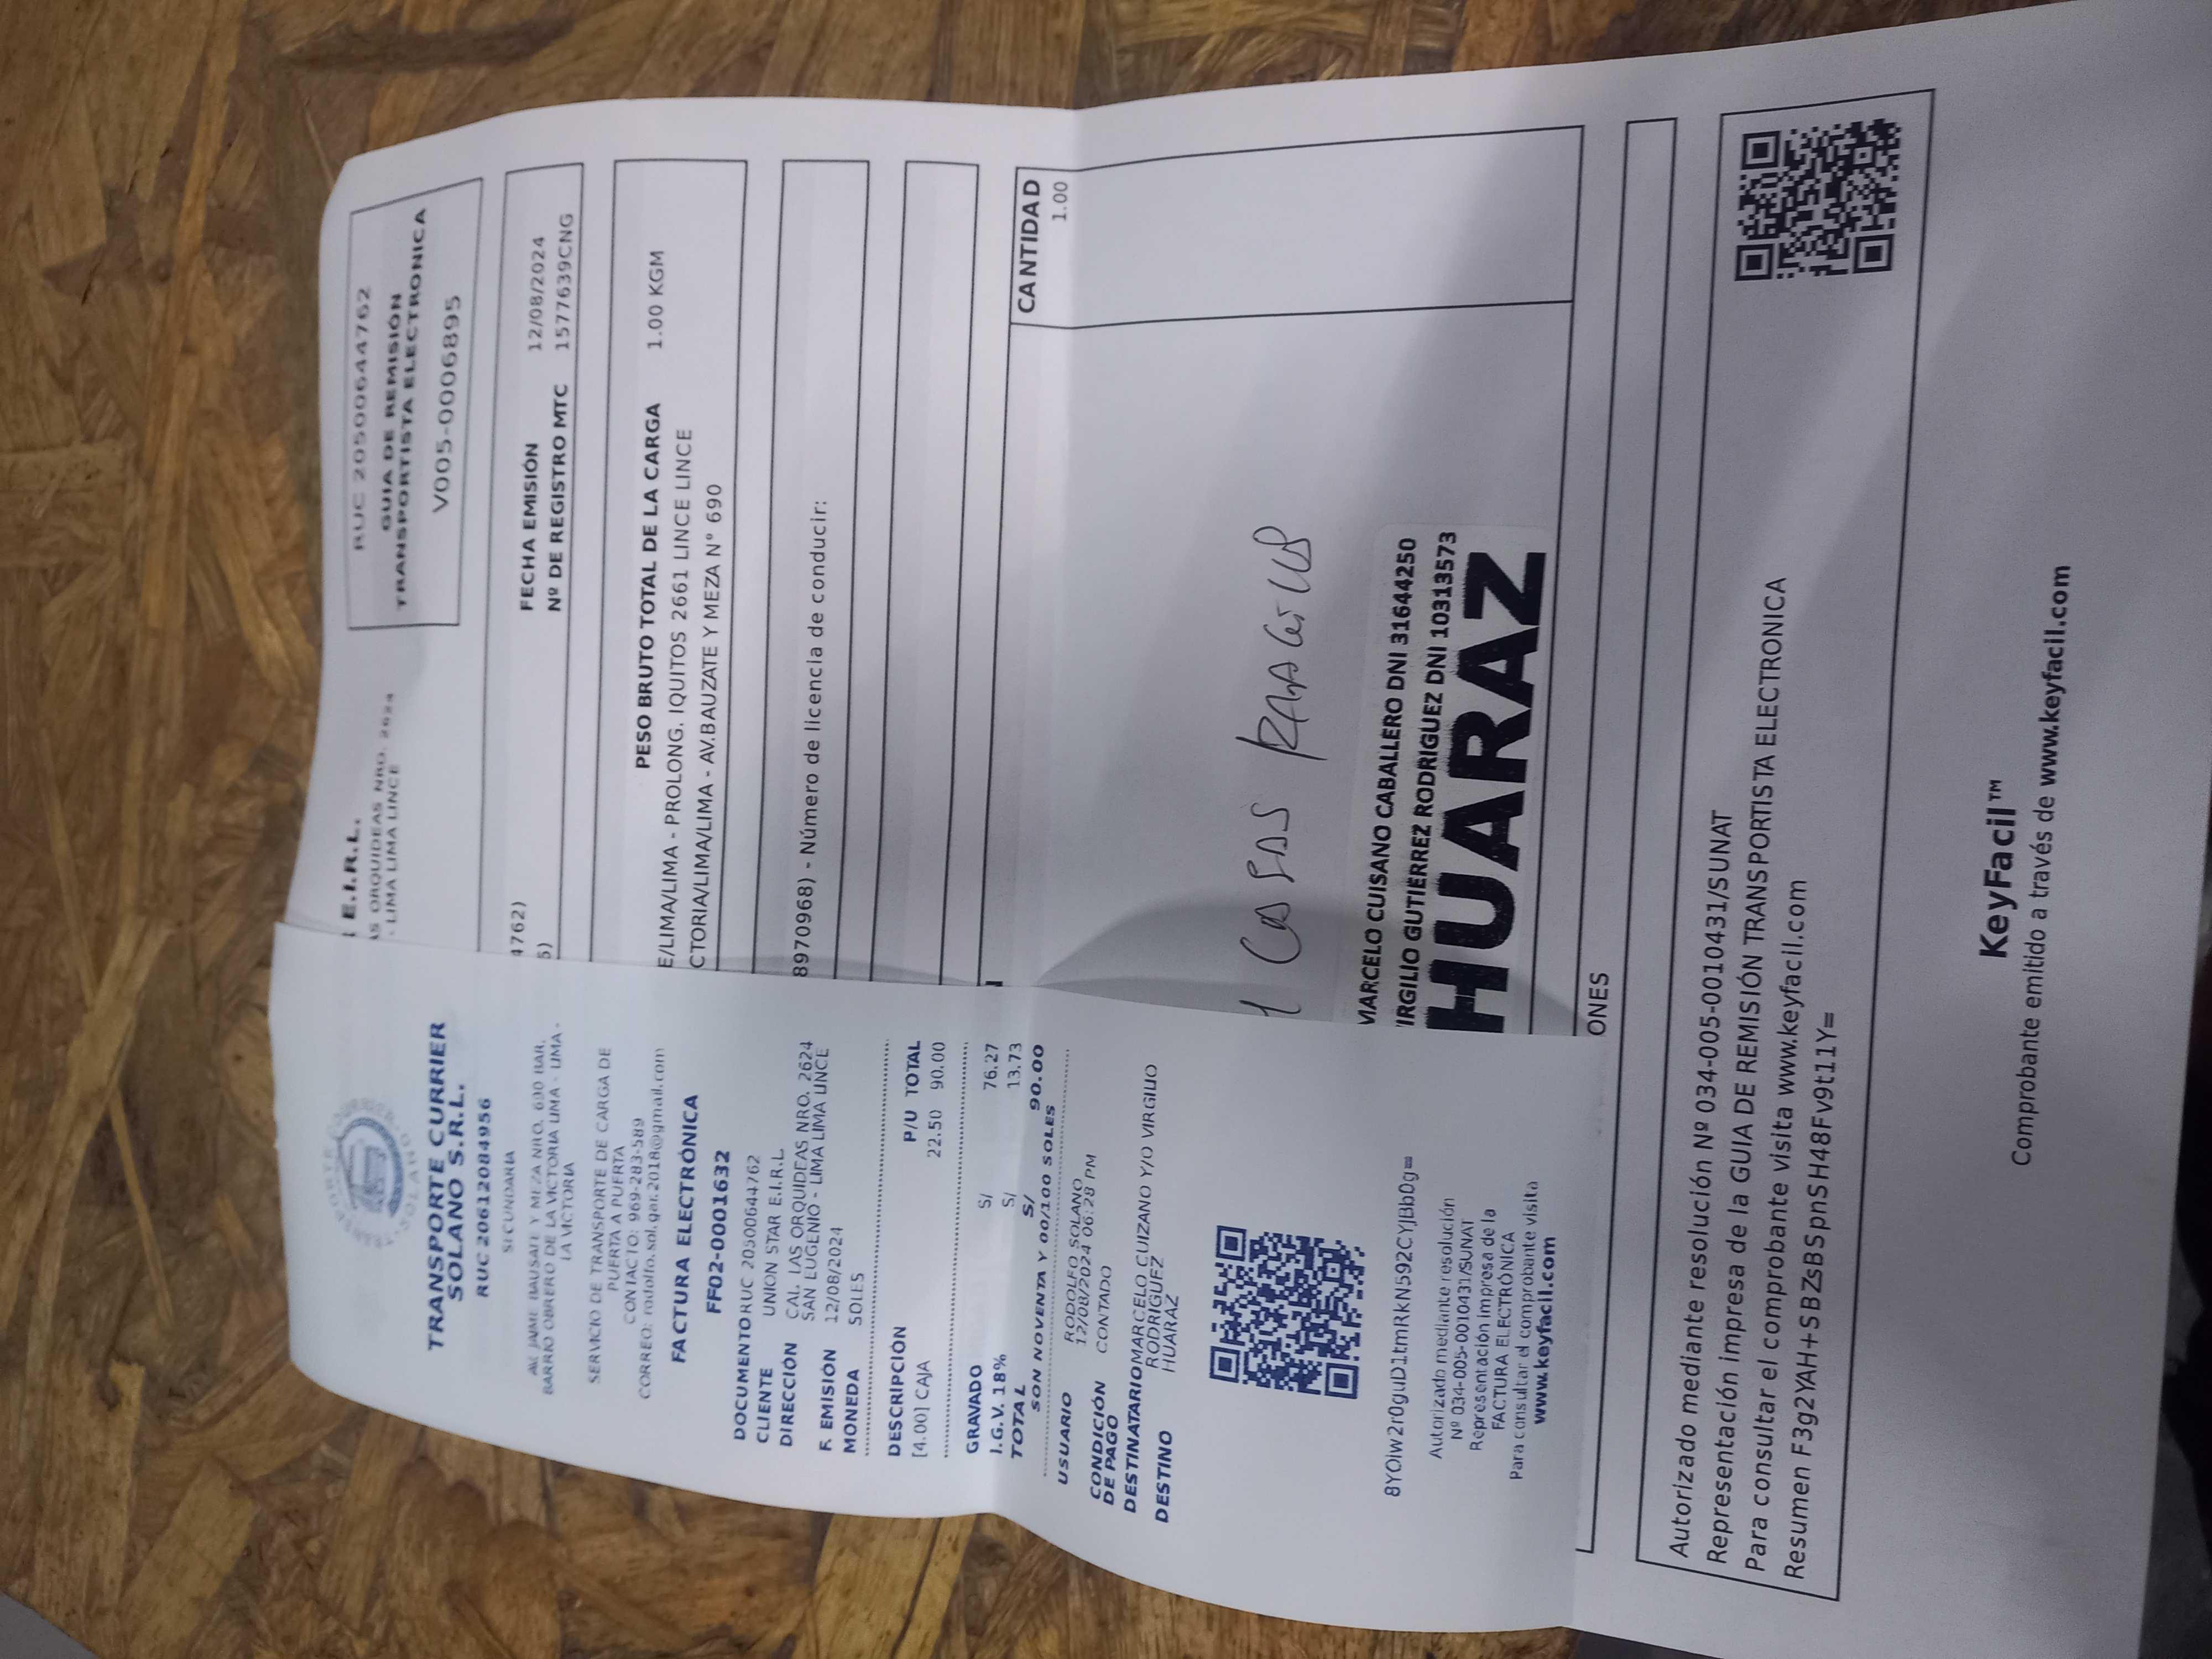 TRANSPORTE CURRIER
SOLANO S.R.L.
RUC 20612084956
SECUNDARIA
AV. JAIME BAUSATE Y MEZA NRO. 690 BAR.
BARRIO OBRERO DE LA VICTORIA LIMA - LIMA -
LA VICTORIA
SERVICIO DE TRANSPORTE DE CARGA DE
PUERTA A PUERTA
CONTACTO: 969-283-589
CORREO: rodolfo.sol.gar.2018@gmail.com
FACTURA ELECTRÓNICA
FF02-0001632
DOCUMENTO RUC 20500644762
CLIENTE UNION STAR E.I.R.L.
DIRECCIÓN CAL. LAS ORQUIDEAS NRO. 2624
SAN EUGENIO - LIMA LIMA LINCE
F. EMISIÓN 12/08/2024
MONEDA SOLES
DESCRIPCIÓN P/U TOTAL
[4.00] CAJA 22.50 90.00
GRAVADO S/ 76.27
I.G.V. 18% S/ 13.73
TOTAL S/ 90.00
SON NOVENTA Y 00/100 SOLES
USUARIO RODOLFO SOLANO
12/08/2024 06:28 PM
CONDICIÓN CONTADO
DE PAGO
DESTINATARIO MARCELO CUIZANO Y/O VIRGILIO
RODRIGUEZ
DESTINO HUARAZ
8YOiw2r0guD1tmRkN592CYJBb0g=
Autorizado mediante resolución
Nº 034-005-0010431/SUNAT
Representación impresa de la
FACTURA ELECTRÓNICA
Para consultar el comprobante visita
www.keyfacil.com
E.I.R.L.
AS ORQUIDEAS NRO. 2624
- LIMA LIMA LINCE
RUC 20500644762
GUIA DE REMISIÓN
TRANSPORTISTA ELECTRONICA
V005-0006895
4762)
FECHA EMISIÓN 12/08/2024
Nº DE REGISTRO MTC 1577639CNG
PESO BRUTO TOTAL DE LA CARGA 1.00 KGM
E/LIMA/LIMA - PROLONG. IQUITOS 2661 LINCE LINCE
CTORIA/LIMA/LIMA - AV.BAUZATE Y MEZA N° 690
8970968) - Número de licencia de conducir:
CANTIDAD
1.00
MARCELO CUISANO CABALLERO DNI 31644250
VIRGILIO GUTIERREZ RODRIGUEZ DNI 10313573
HUARAZ
ONES
Autorizado mediante resolución Nº 034-005-0010431/SUNAT
Representación impresa de la GUIA DE REMISIÓN TRANSPORTISTA ELECTRONICA
Para consultar el comprobante visita www.keyfacil.com
Resumen F3g2YAH+SBZsBSpnSH48Fv9t11Y=
KeyFacil™
Comprobante emitido a través de www.keyfacil.com